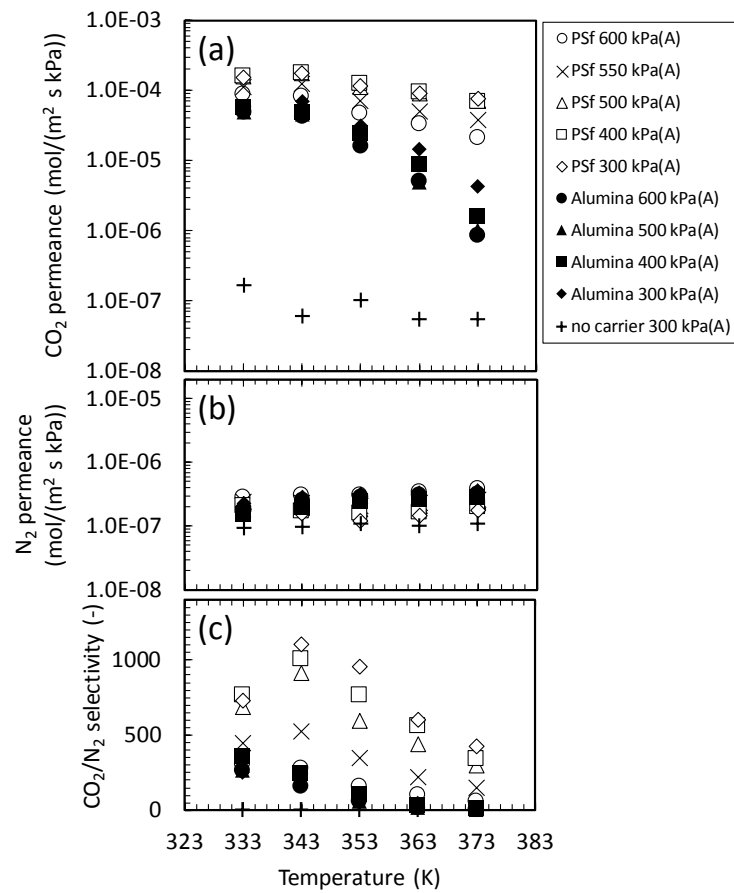 (a)
CO₂ permeance (mol/(m² s kPa))
1.0E-03
1.0E-04
1.0E-05
1.0E-06
1.0E-07
1.0E-08
PSf 600 kPa(A)
PSf 550 kPa(A)
PSf 500 kPa(A)
PSf 400 kPa(A)
PSf 300 kPa(A)
Alumina 600 kPa(A)
Alumina 500 kPa(A)
Alumina 400 kPa(A)
Alumina 300 kPa(A)
no carrier 300 kPa(A)
(b)
N₂ permeance
(mol/(m² s kPa))
1.0E-05
1.0E-06
1.0E-07
1.0E-08
(c)
CO₂/N₂ selectivity (-)
1000
500
0
323 333 343 353 363 373 383
Temperature (K)